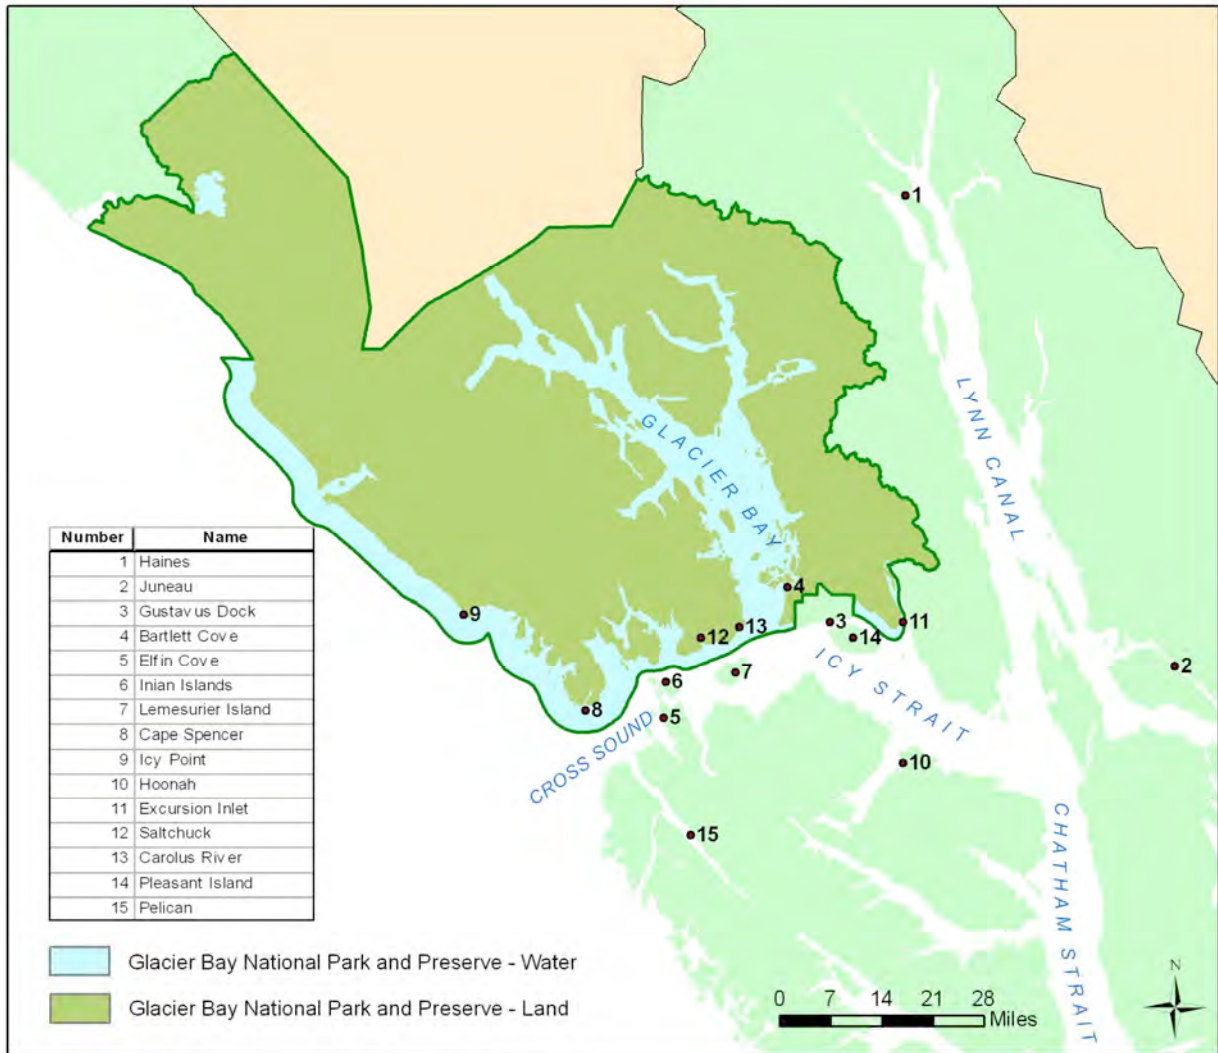 1
LYNN CANAL
GLACIER BAY
4
9
12
13
3
14
11
2
7
6
8
5
ICY STRAIT
CROSS SOUND
10
15
CHATHAM STRAIT
Number Name
1 Haines
2 Juneau
3 Gustavus Dock
4 Bartlett Cove
5 Elfin Cove
6 Inian Islands
7 Lemesurier Island
8 Cape Spencer
9 Icy Point
10 Hoonah
11 Excursion Inlet
12 Saltchuck
13 Carolus River
14 Pleasant Island
15 Pelican
Glacier Bay National Park and Preserve - Water
Glacier Bay National Park and Preserve - Land
0 7 14 21 28
Miles
N